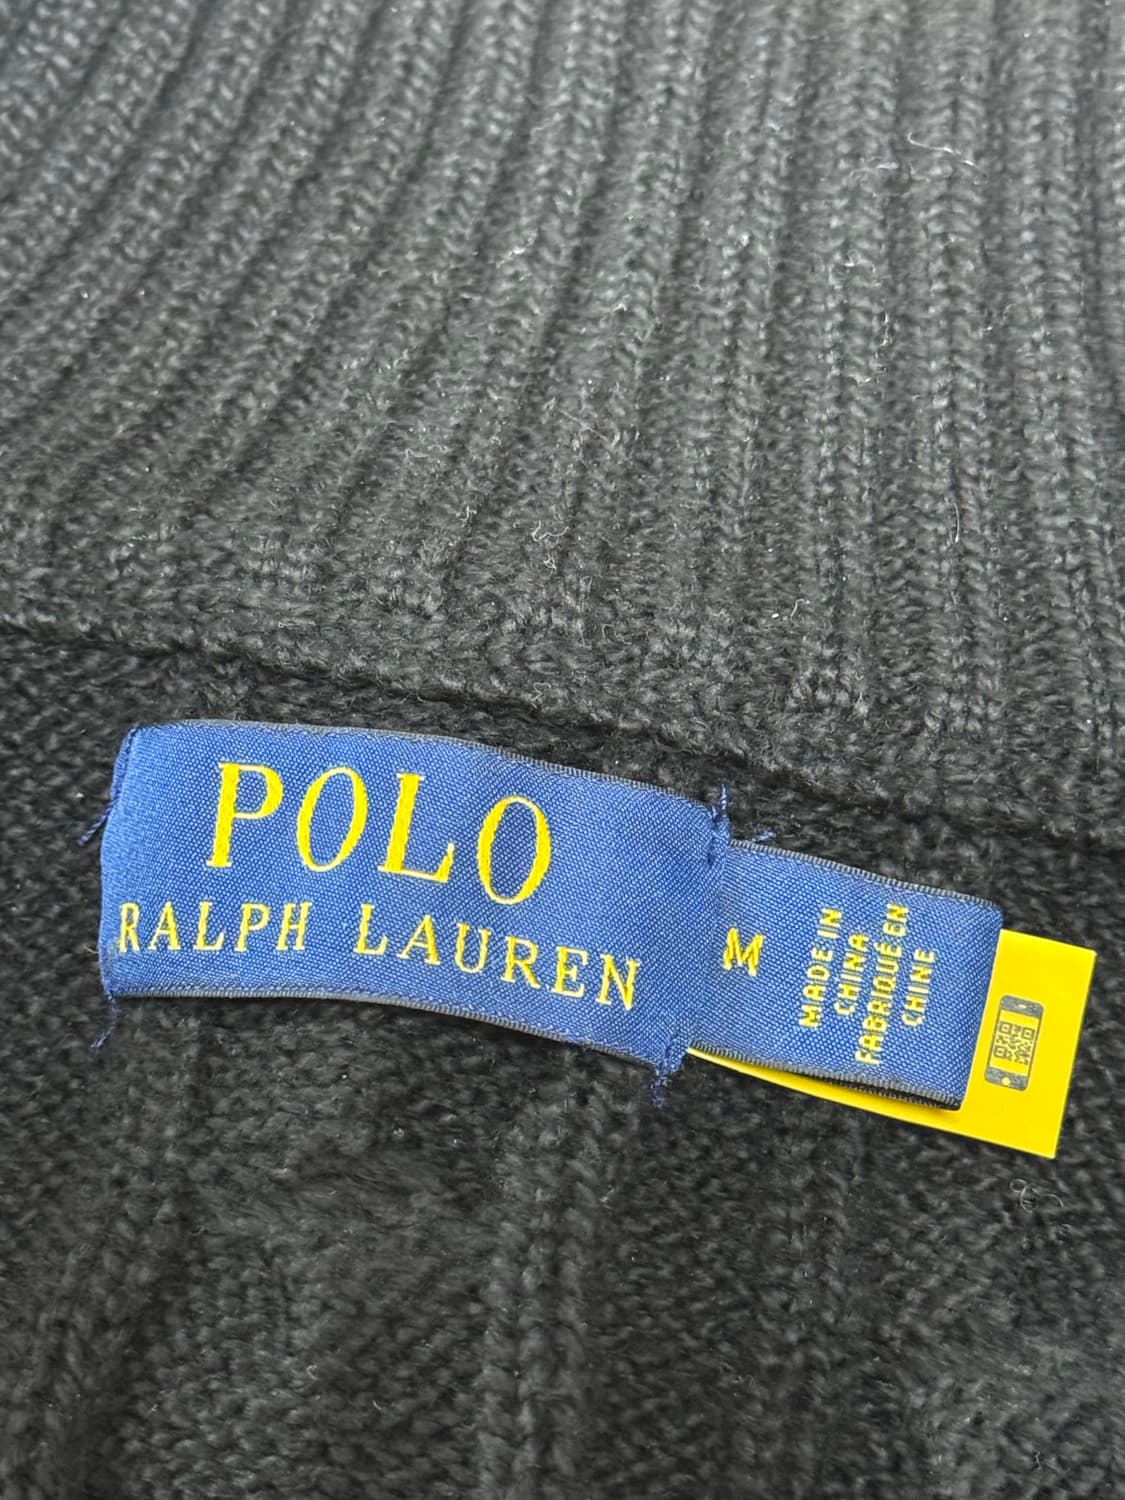 POLO
RALPH LAUREN
M
MADE IN
CHINA
FABRIQUÉ EN
CHINE